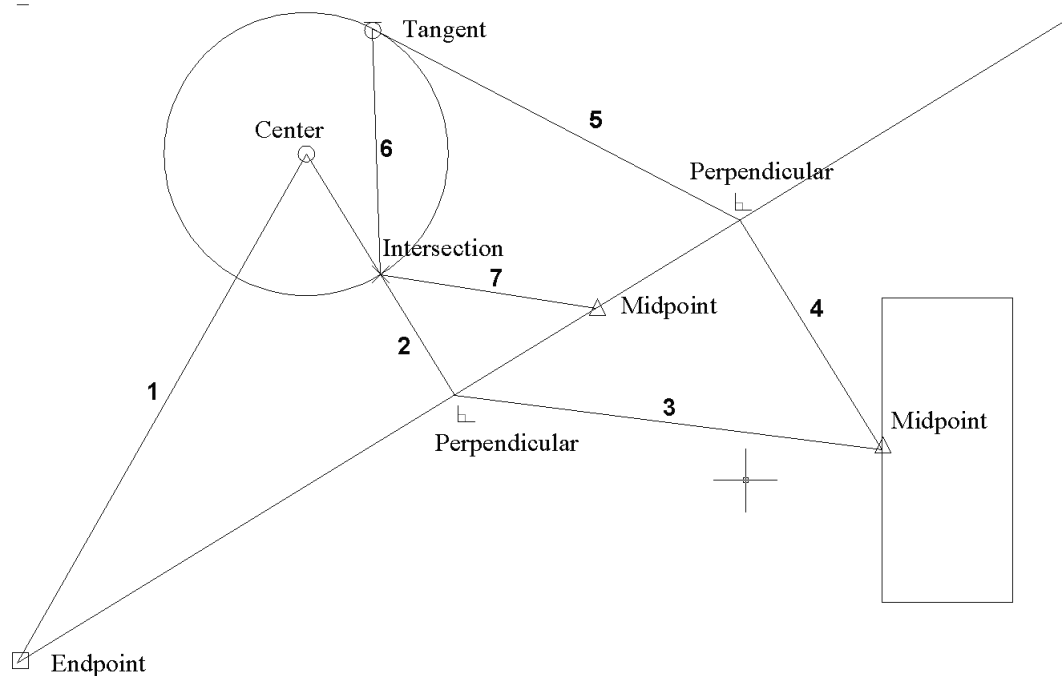 Tangent
5
Center
6
Perpendicular
Intersection
7
Midpoint
4
2
1
3
Midpoint
Perpendicular
Endpoint